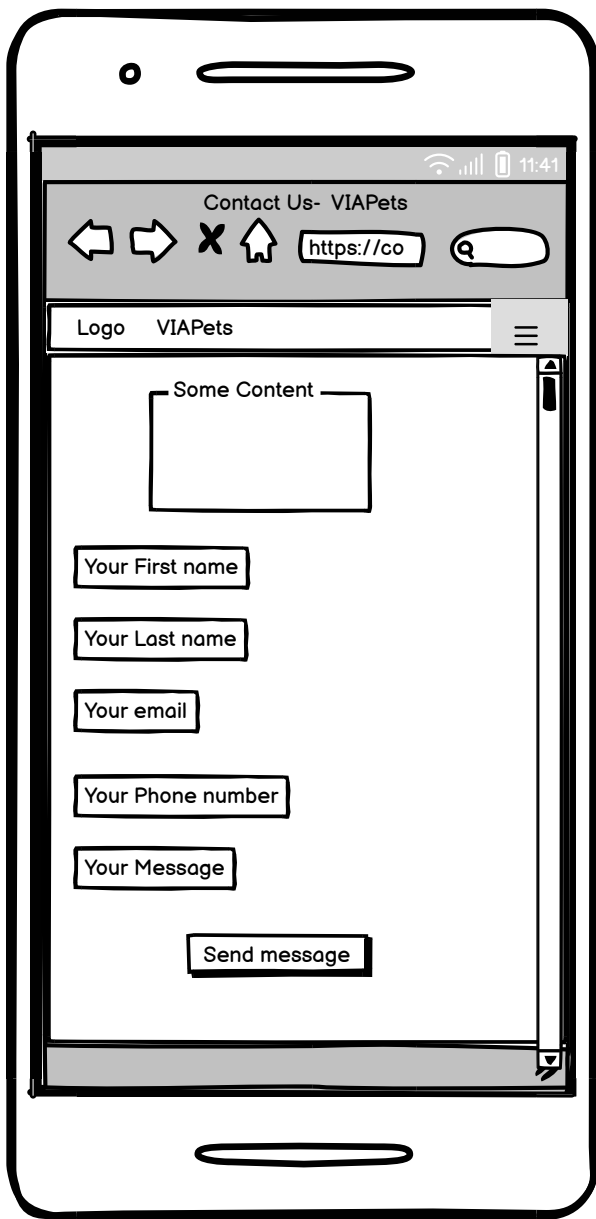 11:41
Contact Us- VIAPets
https://co
Logo VIAPets
Some Content
Your First name
Your Last name
Your email
Your Phone number
Your Message
Send message